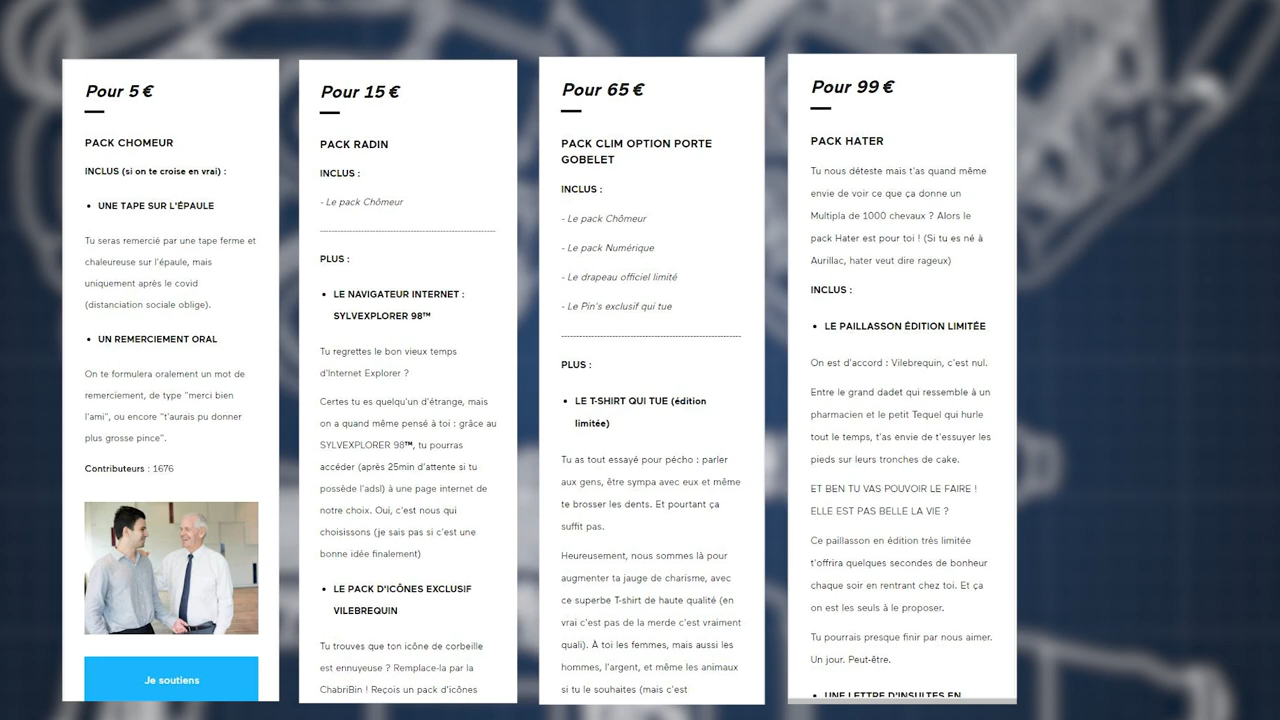 Pour 5 €
PACK CHOMEUR
INCLUS (si on te croise en vrai) :
• UNE TAPE SUR L'ÉPAULE
Tu seras remercié par une tape ferme et
chaleureuse sur l'épaule, mais
uniquement après le covid
(distanciation sociale oblige).
• UN REMERCIEMENT ORAL
On te formulera oralement un mot de
remerciement, de type "merci bien
l'ami", ou encore "t'aurais pu donner
plus grosse pince".
Contributeurs : 1676
Je soutiens
Pour 15 €
PACK RADIN
INCLUS :
- Le pack Chômeur
PLUS :
• LE NAVIGATEUR INTERNET :
SYLVEXPLORER 98™
Tu regrettes le bon vieux temps
d'Internet Explorer ?
Certes tu es quelqu'un d'étrange, mais
on a quand même pensé à toi : grâce au
SYLVEXPLORER 98™, tu pourras
accéder (après 25min d'attente si tu
possède l'adsl) à une page internet de
notre choix. Oui, c'est nous qui
choisissons (je sais pas si c'est une
bonne idée finalement)
• LE PACK D'ICÔNES EXCLUSIF
VILEBREQUIN
Tu trouves que ton icône de corbeille
est ennuyeuse ? Remplace-la par la
ChabriBin ! Reçois un pack d'icônes
Pour 65 €
PACK CLIM OPTION PORTE
GOBELET
INCLUS :
- Le pack Chômeur
- Le pack Numérique
- Le drapeau officiel limité
- Le Pin's exclusif qui tue
PLUS :
• LE T-SHIRT QUI TUE (édition
limitée)
Tu as tout essayé pour pécho : parler
aux gens, être sympa avec eux et même
te brosser les dents. Et pourtant ça
suffit pas.
Heureusement, nous sommes là pour
augmenter ta jauge de charisme, avec
ce superbe T-shirt de haute qualité (en
vrai c'est pas de la merde c'est vraiment
quali). À toi les femmes, mais aussi les
hommes, l'argent, et même les animaux
si tu le souhaites (mais c'est
Pour 99 €
PACK HATER
Tu nous déteste mais t'as quand même
envie de voir ce que ça donne un
Multipla de 1000 chevaux ? Alors le
pack Hater est pour toi ! (Si tu es né à
Aurillac, hater veut dire rageux)
INCLUS :
• LE PAILLASSON ÉDITION LIMITÉE
On est d'accord : Vilebrequin, c'est nul.
Entre le grand dadet qui ressemble à un
pharmacien et le petit Tequel qui hurle
tout le temps, t'as envie de t'essuyer les
pieds sur leurs tronches de cake.
ET BEN TU VAS POUVOIR LE FAIRE !
ELLE EST PAS BELLE LA VIE ?
Ce paillasson en édition très limitée
t'offrira quelques secondes de bonheur
chaque soir en rentrant chez toi. Et ça
on est les seuls à le proposer.
Tu pourrais presque finir par nous aimer.
Un jour. Peut-être.
• UNE LETTRE D'INSULTES EN